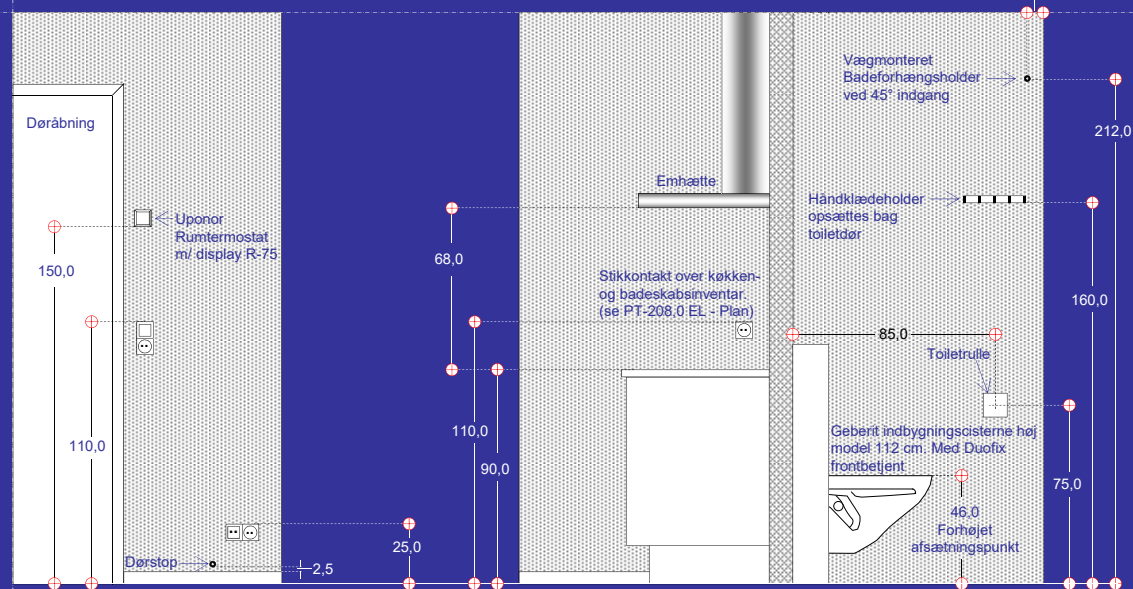 Døråbning
Uponor
Rumtermostat
m/ display R-75
150,0
110,0
Dørstop
2,5
25,0
68,0
110,0
90,0
Emhætte
Stikkontakt over køkken-
og badeskabsinventar.
(se PT-208,0 EL - Plan)
Vægmonteret
Badeforhængsholder
ved 45° indgang
Håndklædeholder
opsættes bag
toiletdør
85,0
Toiletrulle
Geberit indbygningscisterne høj
model 112 cm. Med Duofix
frontbetjent
46,0
Forhøjet
afsætningspunkt
212,0
160,0
75,0